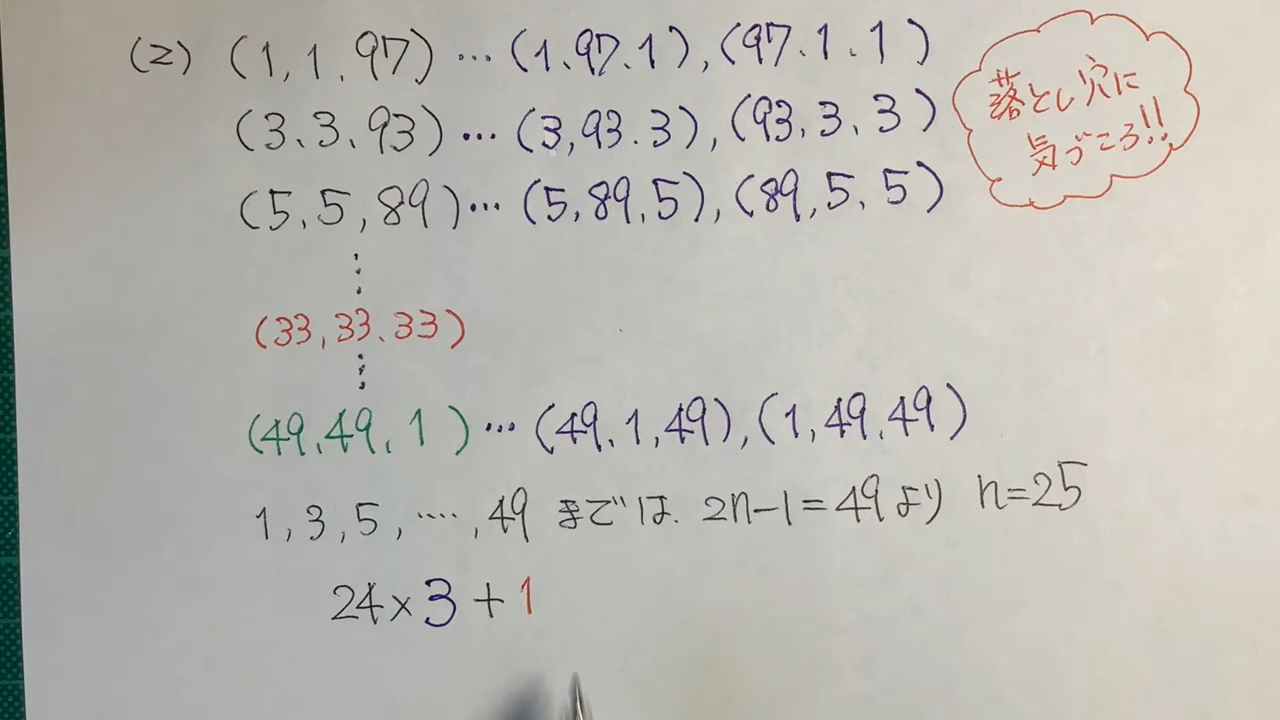 (2) (1, 1, 97) … (1, 97, 1), (97, 1, 1)
(3, 3, 93) … (3, 93, 3), (93, 3, 3)
(5, 5, 89) … (5, 89, 5), (89, 5, 5)
⋮
(33, 33, 33)
⋮
(49, 49, 1) … (49, 1, 49), (1, 49, 49)
1, 3, 5, ……, 49 までは. 2n-1=49より n=25
24×3+1
落とし穴に
気づころ!!